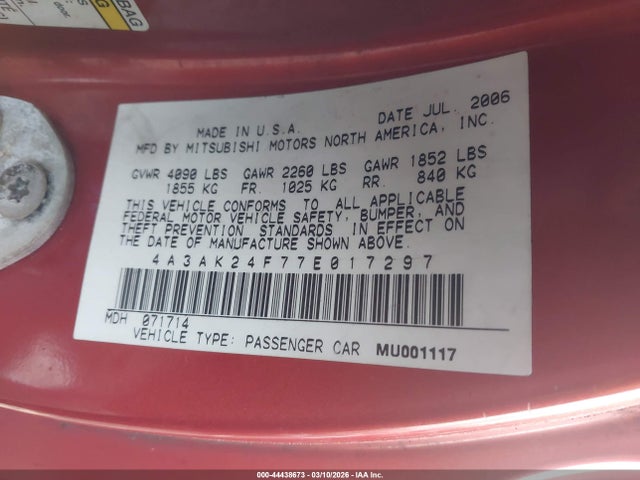 BAG
MADE IN U.S.A. DATE JUL. 2006
MFD BY MITSUBISHI MOTORS NORTH AMERICA, INC.
GVWR 4090 LBS GAWR 2260 LBS GAWR 1852 LBS
1855 KG FR. 1025 KG RR. 840 KG
THIS VEHICLE CONFORMS TO ALL APPLICABLE
FEDERAL MOTOR VEHICLE SAFETY, BUMPER, AND
THEFT PREVENTION STANDARDS IN EFFECT ON
THE DATE OF MANUFACTURE SHOWN ABOVE.
4A3AK24F77E017297
MDH 071714
VEHICLE TYPE: PASSENGER CAR MU001117
000-44438673 - 03/10/2026 - IAA Inc.